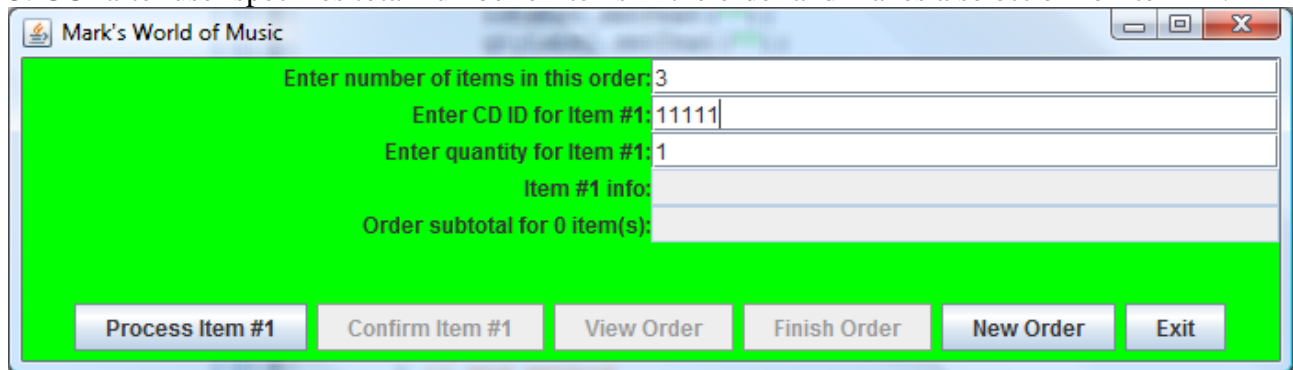 Mark's World of Music
Enter number of items in this order: 3
Enter CD ID for Item #1: 11111
Enter quantity for Item #1: 1
Item #1 info:
Order subtotal for 0 item(s):
Process Item #1 Confirm Item #1 View Order Finish Order New Order Exit